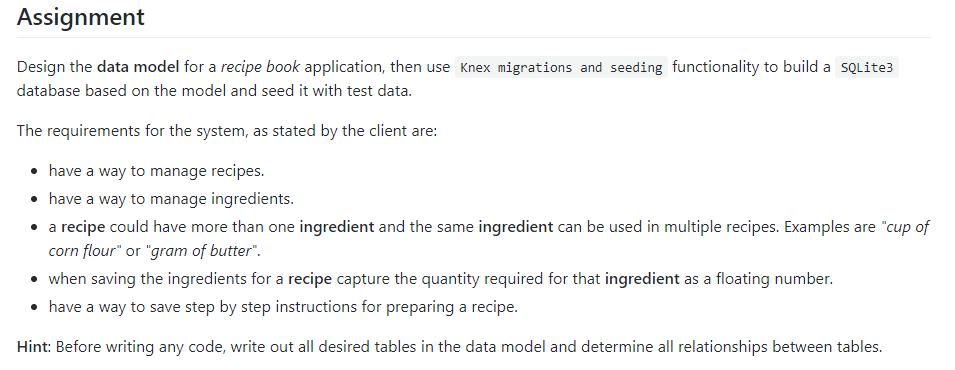 Assignment
Design the data model for a recipe book application, then use Knex migrations and seeding functionality to build a SQLite3
database based on the model and seed it with test data.
The requirements for the system, as stated by the client are:
• have a way to manage recipes.
• have a way to manage ingredients.
• a recipe could have more than one ingredient and the same ingredient can be used in multiple recipes. Examples are "cup of
corn flour" or "gram of butter".
• when saving the ingredients for a recipe capture the quantity required for that ingredient as a floating number.
• have a way to save step by step instructions for preparing a recipe.
Hint: Before writing any code, write out all desired tables in the data model and determine all relationships between tables.